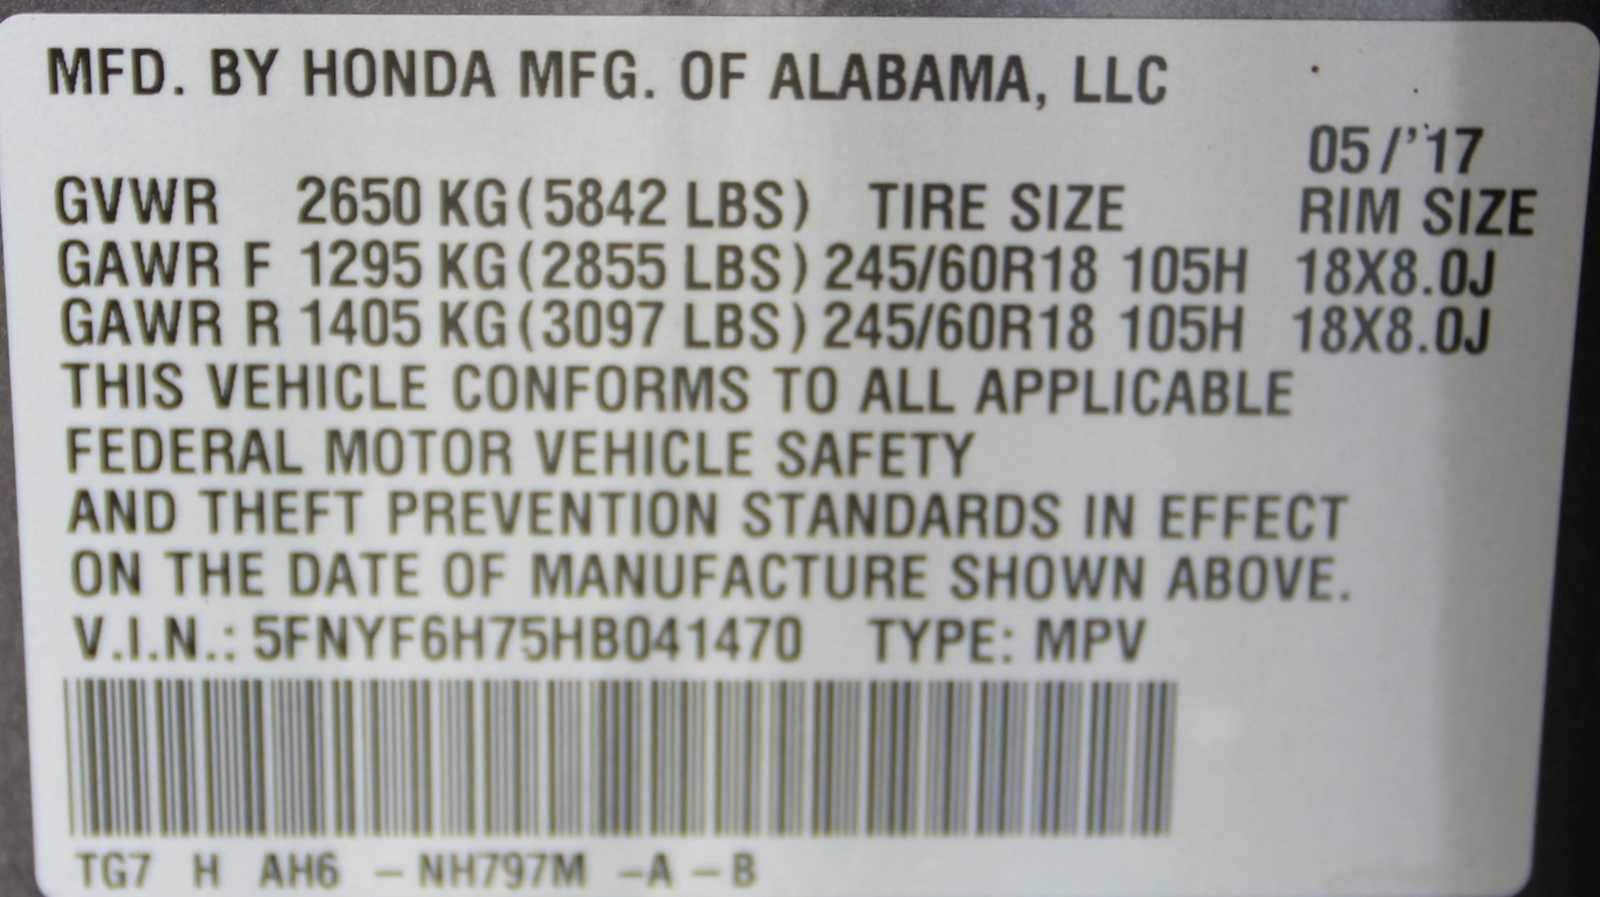 MFD. BY HONDA MFG. OF ALABAMA, LLC
05/'17
GVWR 2650 KG(5842 LBS) TIRE SIZE RIM SIZE
GAWR F 1295 KG(2855 LBS) 245/60R18 105H 18X8.0J
GAWR R 1405 KG(3097 LBS) 245/60R18 105H 18X8.0J
THIS VEHICLE CONFORMS TO ALL APPLICABLE
FEDERAL MOTOR VEHICLE SAFETY
AND THEFT PREVENTION STANDARDS IN EFFECT
ON THE DATE OF MANUFACTURE SHOWN ABOVE.
V.I.N.: 5FNYF6H75HB041470 TYPE: MPV
TG7 H AH6 – NH797M –A – B